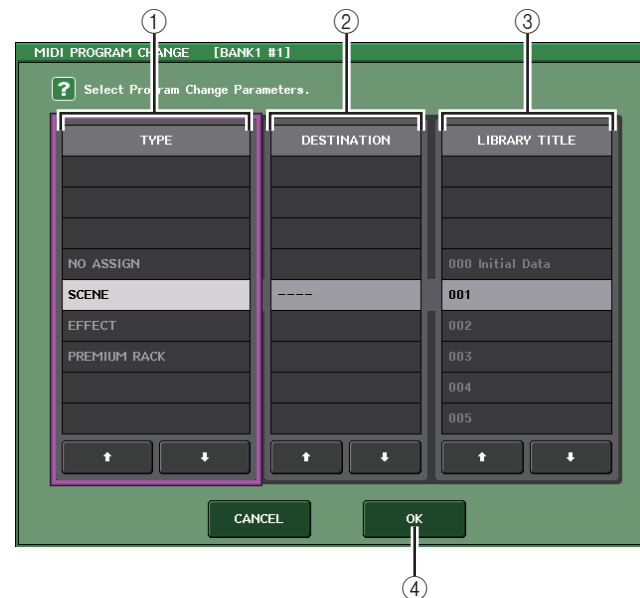 ① ② ③
MIDI PROGRAM CHANGE [BANK1 #1]
? Select Program Change Parameters.
TYPE DESTINATION LIBRARY TITLE
NO ASSIGN 000 Initial Data
SCENE ---- 001
EFFECT 002
PREMIUM RACK 003
004
005
CANCEL OK
④